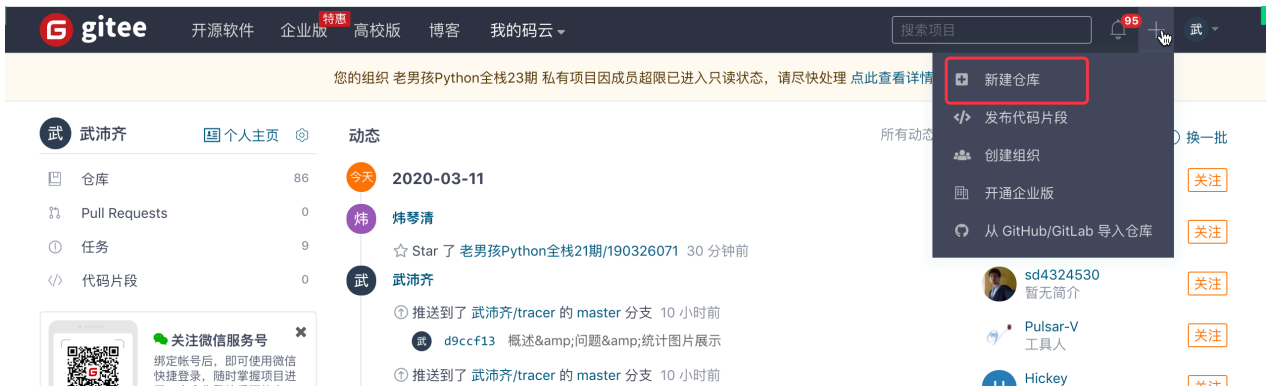 gitee 开源软件 企业版 特惠 高校版 博客 我的码云 搜索项目 95 武
您的组织 老男孩Python全栈23期 私有项目因成员超限已进入只读状态，请尽快处理 点此查看详情
新建仓库
发布代码片段
创建组织
开通企业版
从 GitHub/GitLab 导入仓库
武 武沛齐 个人主页
仓库 86
Pull Requests 0
任务 9
代码片段 0
关注微信服务号
绑定帐号后，即可使用微信
快捷登录，随时掌握项目进
动态 所有动态
今天 2020-03-11
炜 炜琴清
Star 了 老男孩Python全栈21期/190326071 30 分钟前
武 武沛齐
推送到了 武沛齐/tracer 的 master 分支 10 小时前
武 d9ccf13 概述&amp;问题&amp;统计图片展示
推送到了 武沛齐/tracer 的 master 分支 10 小时前
换一批
关注
关注
sd4324530 关注
暂无简介
Pulsar-V 关注
工具人
Hickey 关注